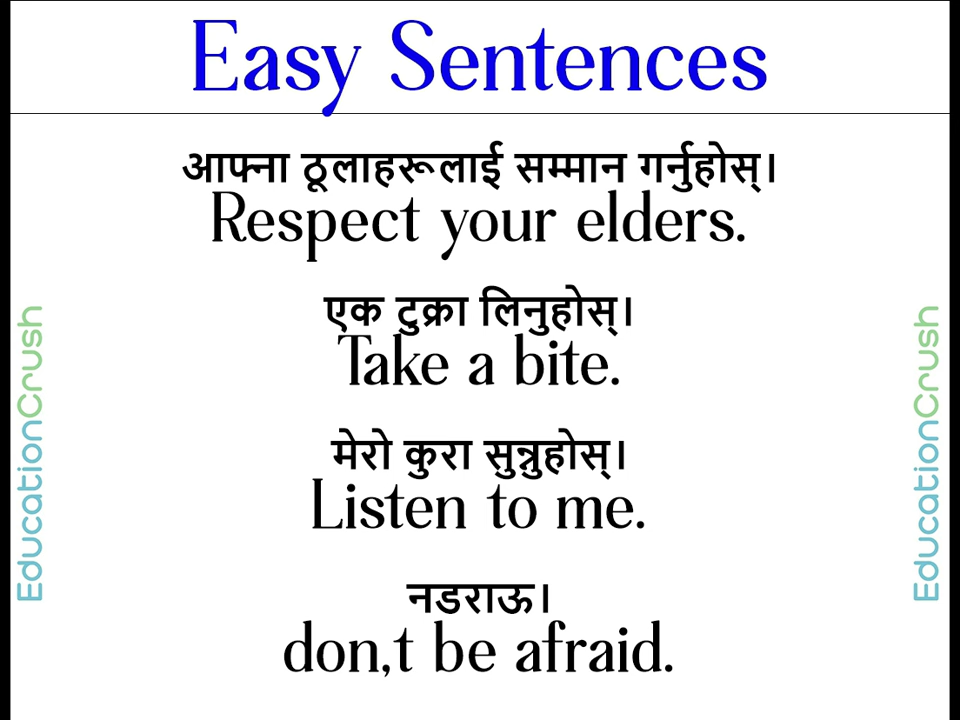 Easy Sentences
आफ्ना ठूलाहरूलाई सम्मान गर्नुहोस्।
Respect your elders.
एक टुक्रा लिनुहोस्।
Take a bite.
मेरो कुरा सुन्नुहोस्।
Listen to me.
नडराऊ।
don,t be afraid.
EducationCrush
EducationCrush